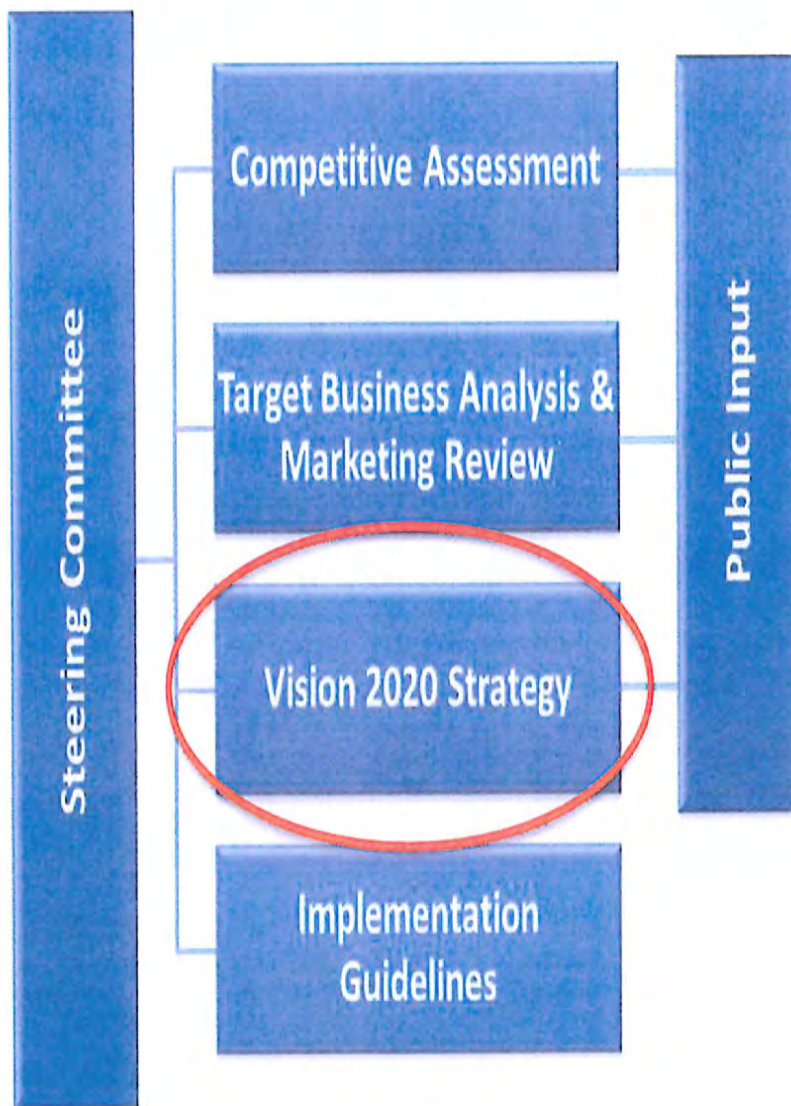 Steering Committee
Competitive Assessment
Target Business Analysis &
Marketing Review
Vision 2020 Strategy
Implementation
Guidelines
Public Input